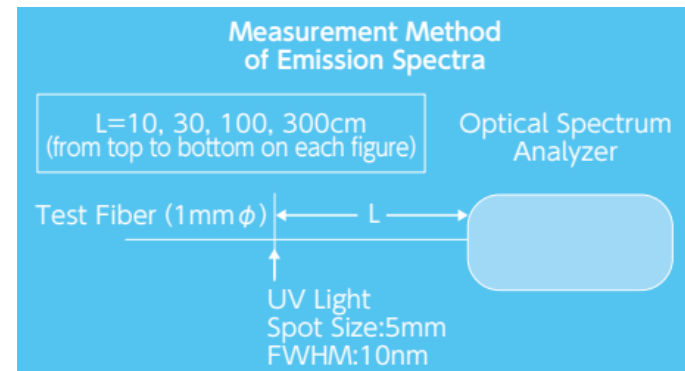 Measurement Method
of Emission Spectra
L=10, 30, 100, 300cm
(from top to bottom on each figure)
Optical Spectrum
Analyzer
Test Fiber (1mmϕ)
L
UV Light
Spot Size:5mm
FWHM:10nm